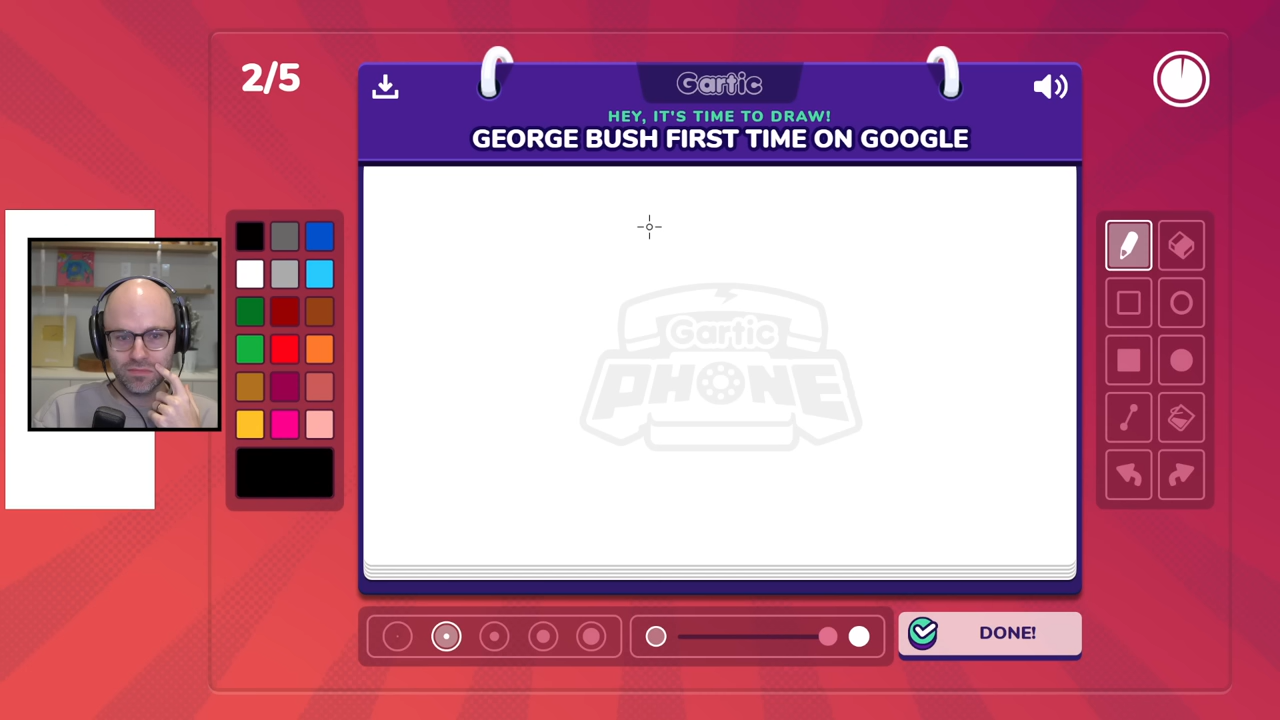 2/5
Gartic
HEY, IT'S TIME TO DRAW!
GEORGE BUSH FIRST TIME ON GOOGLE
Gartic
PHONE
DONE!